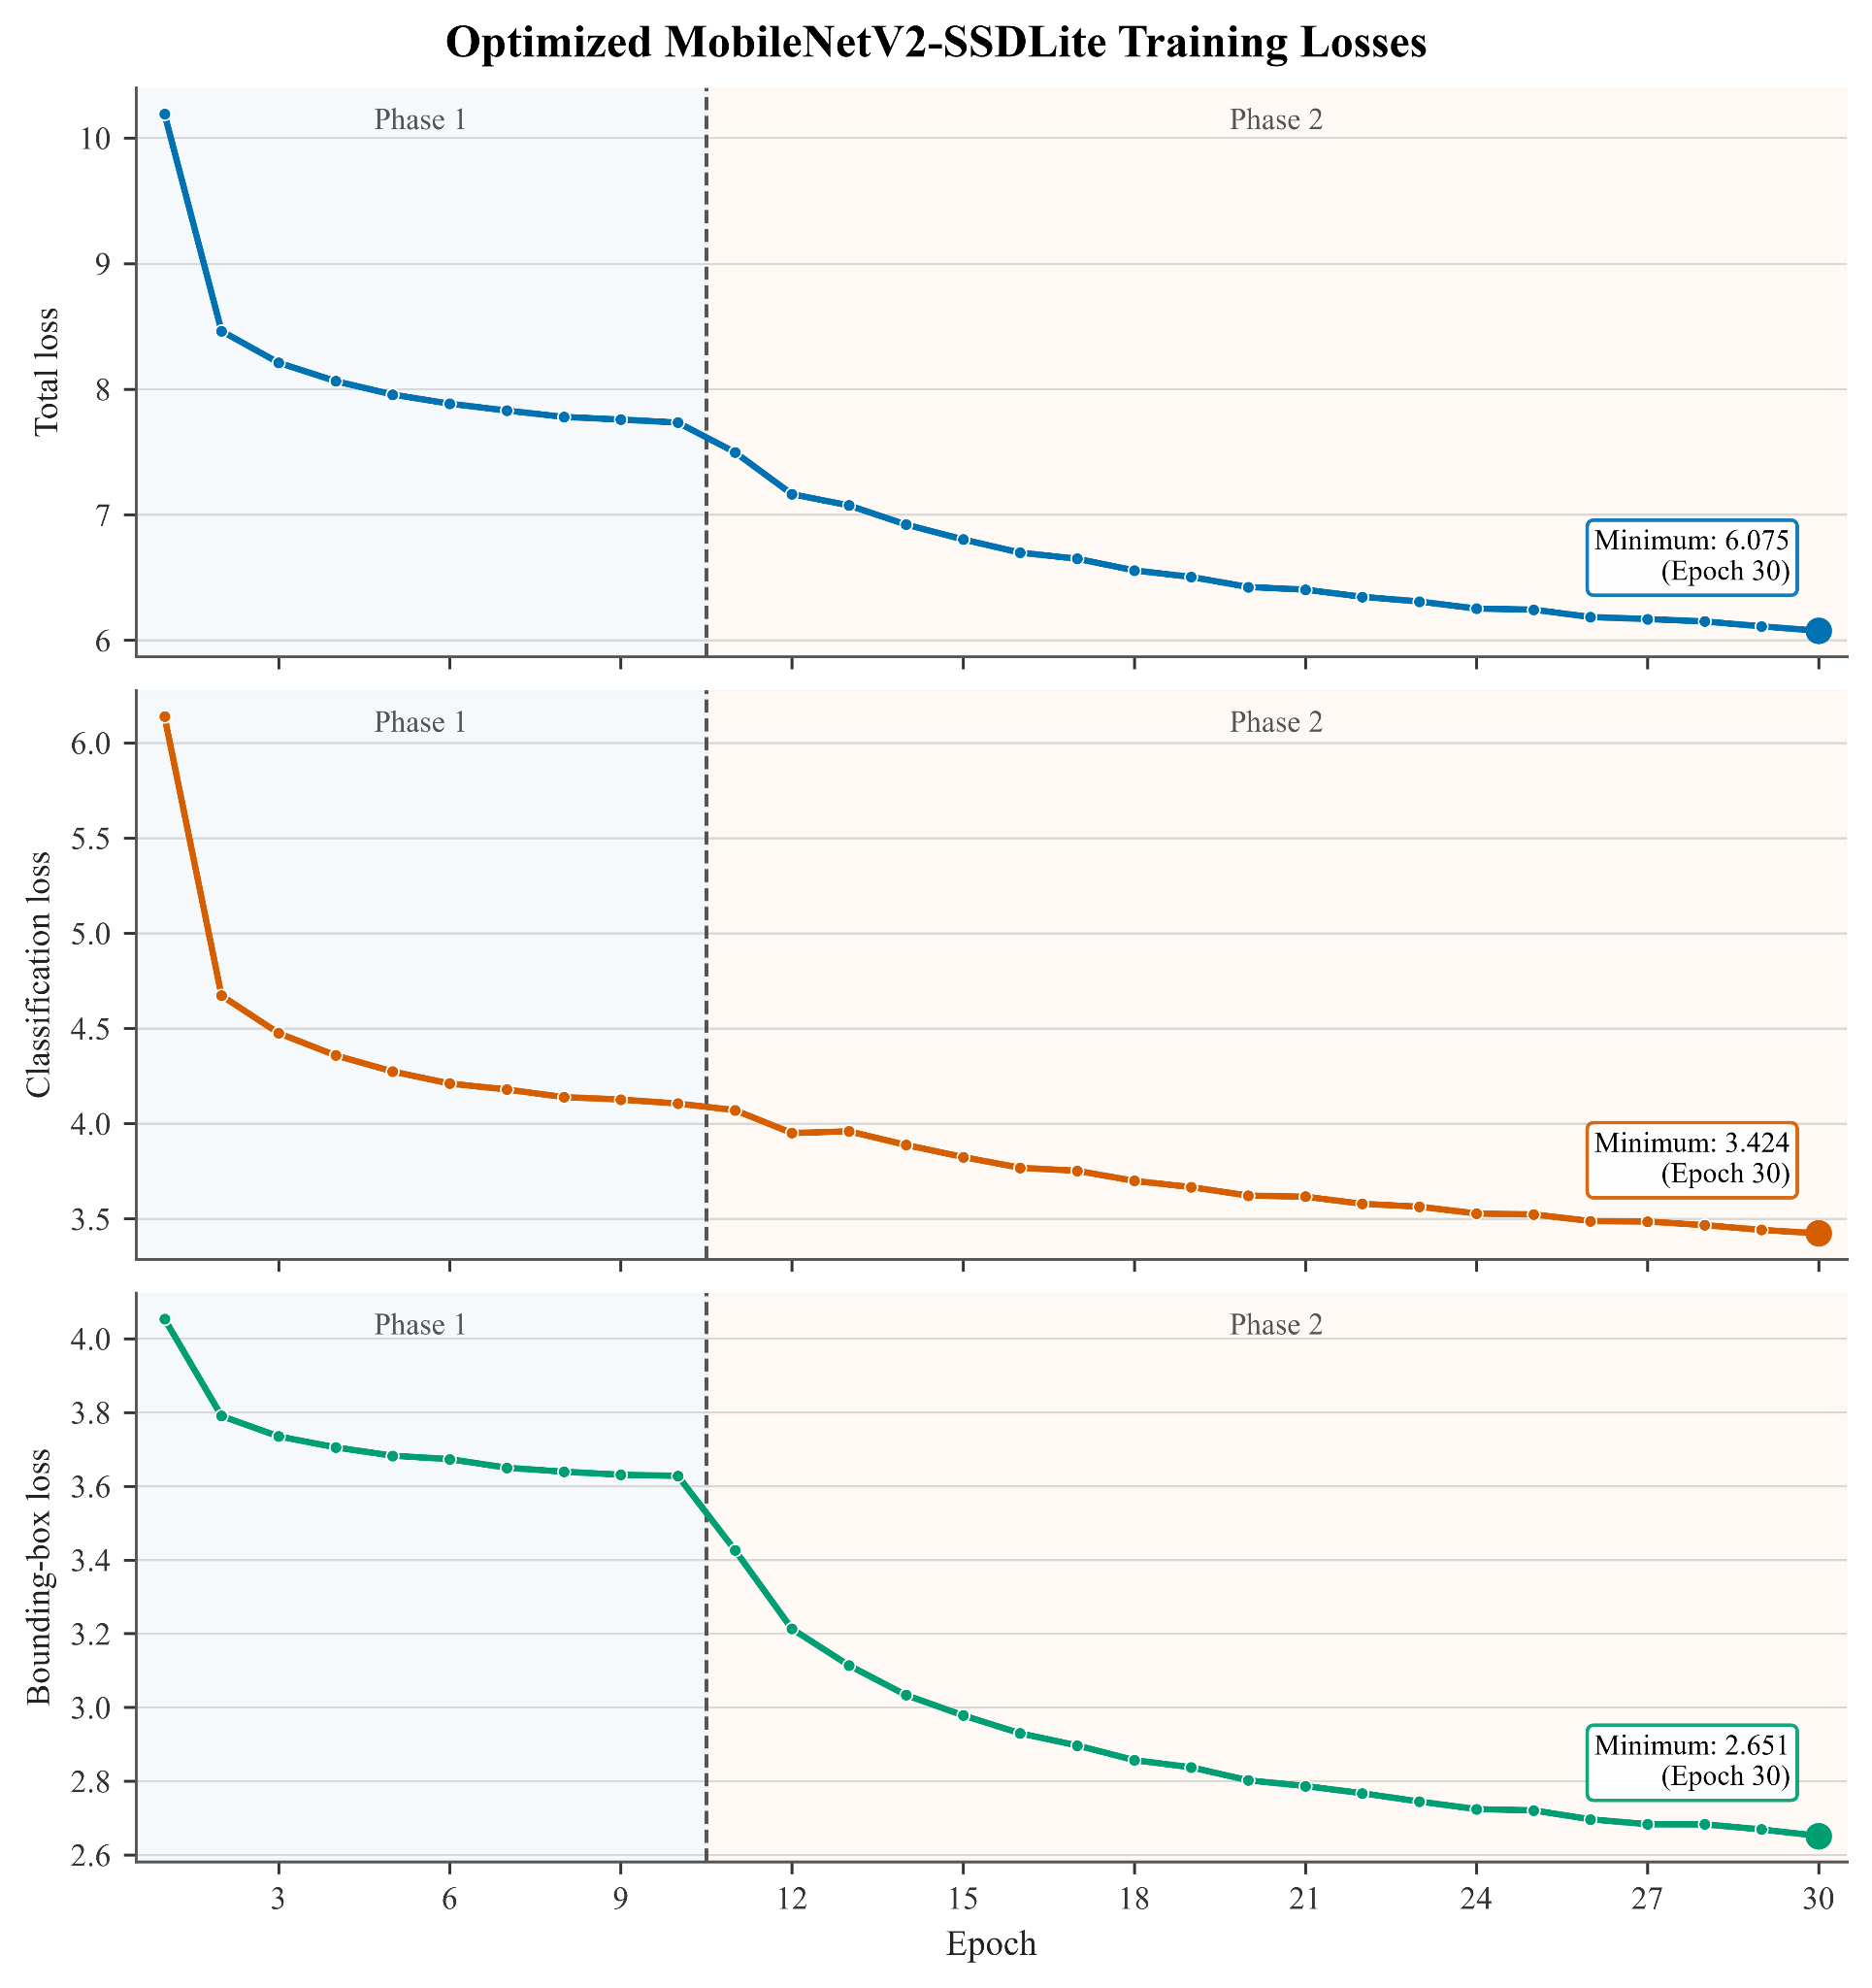 Optimized MobileNetV2-SSDLite Training Losses
Phase 1
Phase 2
10
9
8
7
6
Total loss
Minimum: 6.075
(Epoch 30)
Phase 1
Phase 2
6.0
5.5
5.0
4.5
4.0
3.5
Classification loss
Minimum: 3.424
(Epoch 30)
Phase 1
Phase 2
4.0
3.8
3.6
3.4
3.2
3.0
2.8
2.6
Bounding-box loss
Minimum: 2.651
(Epoch 30)
3 6 9 12 15 18 21 24 27 30
Epoch